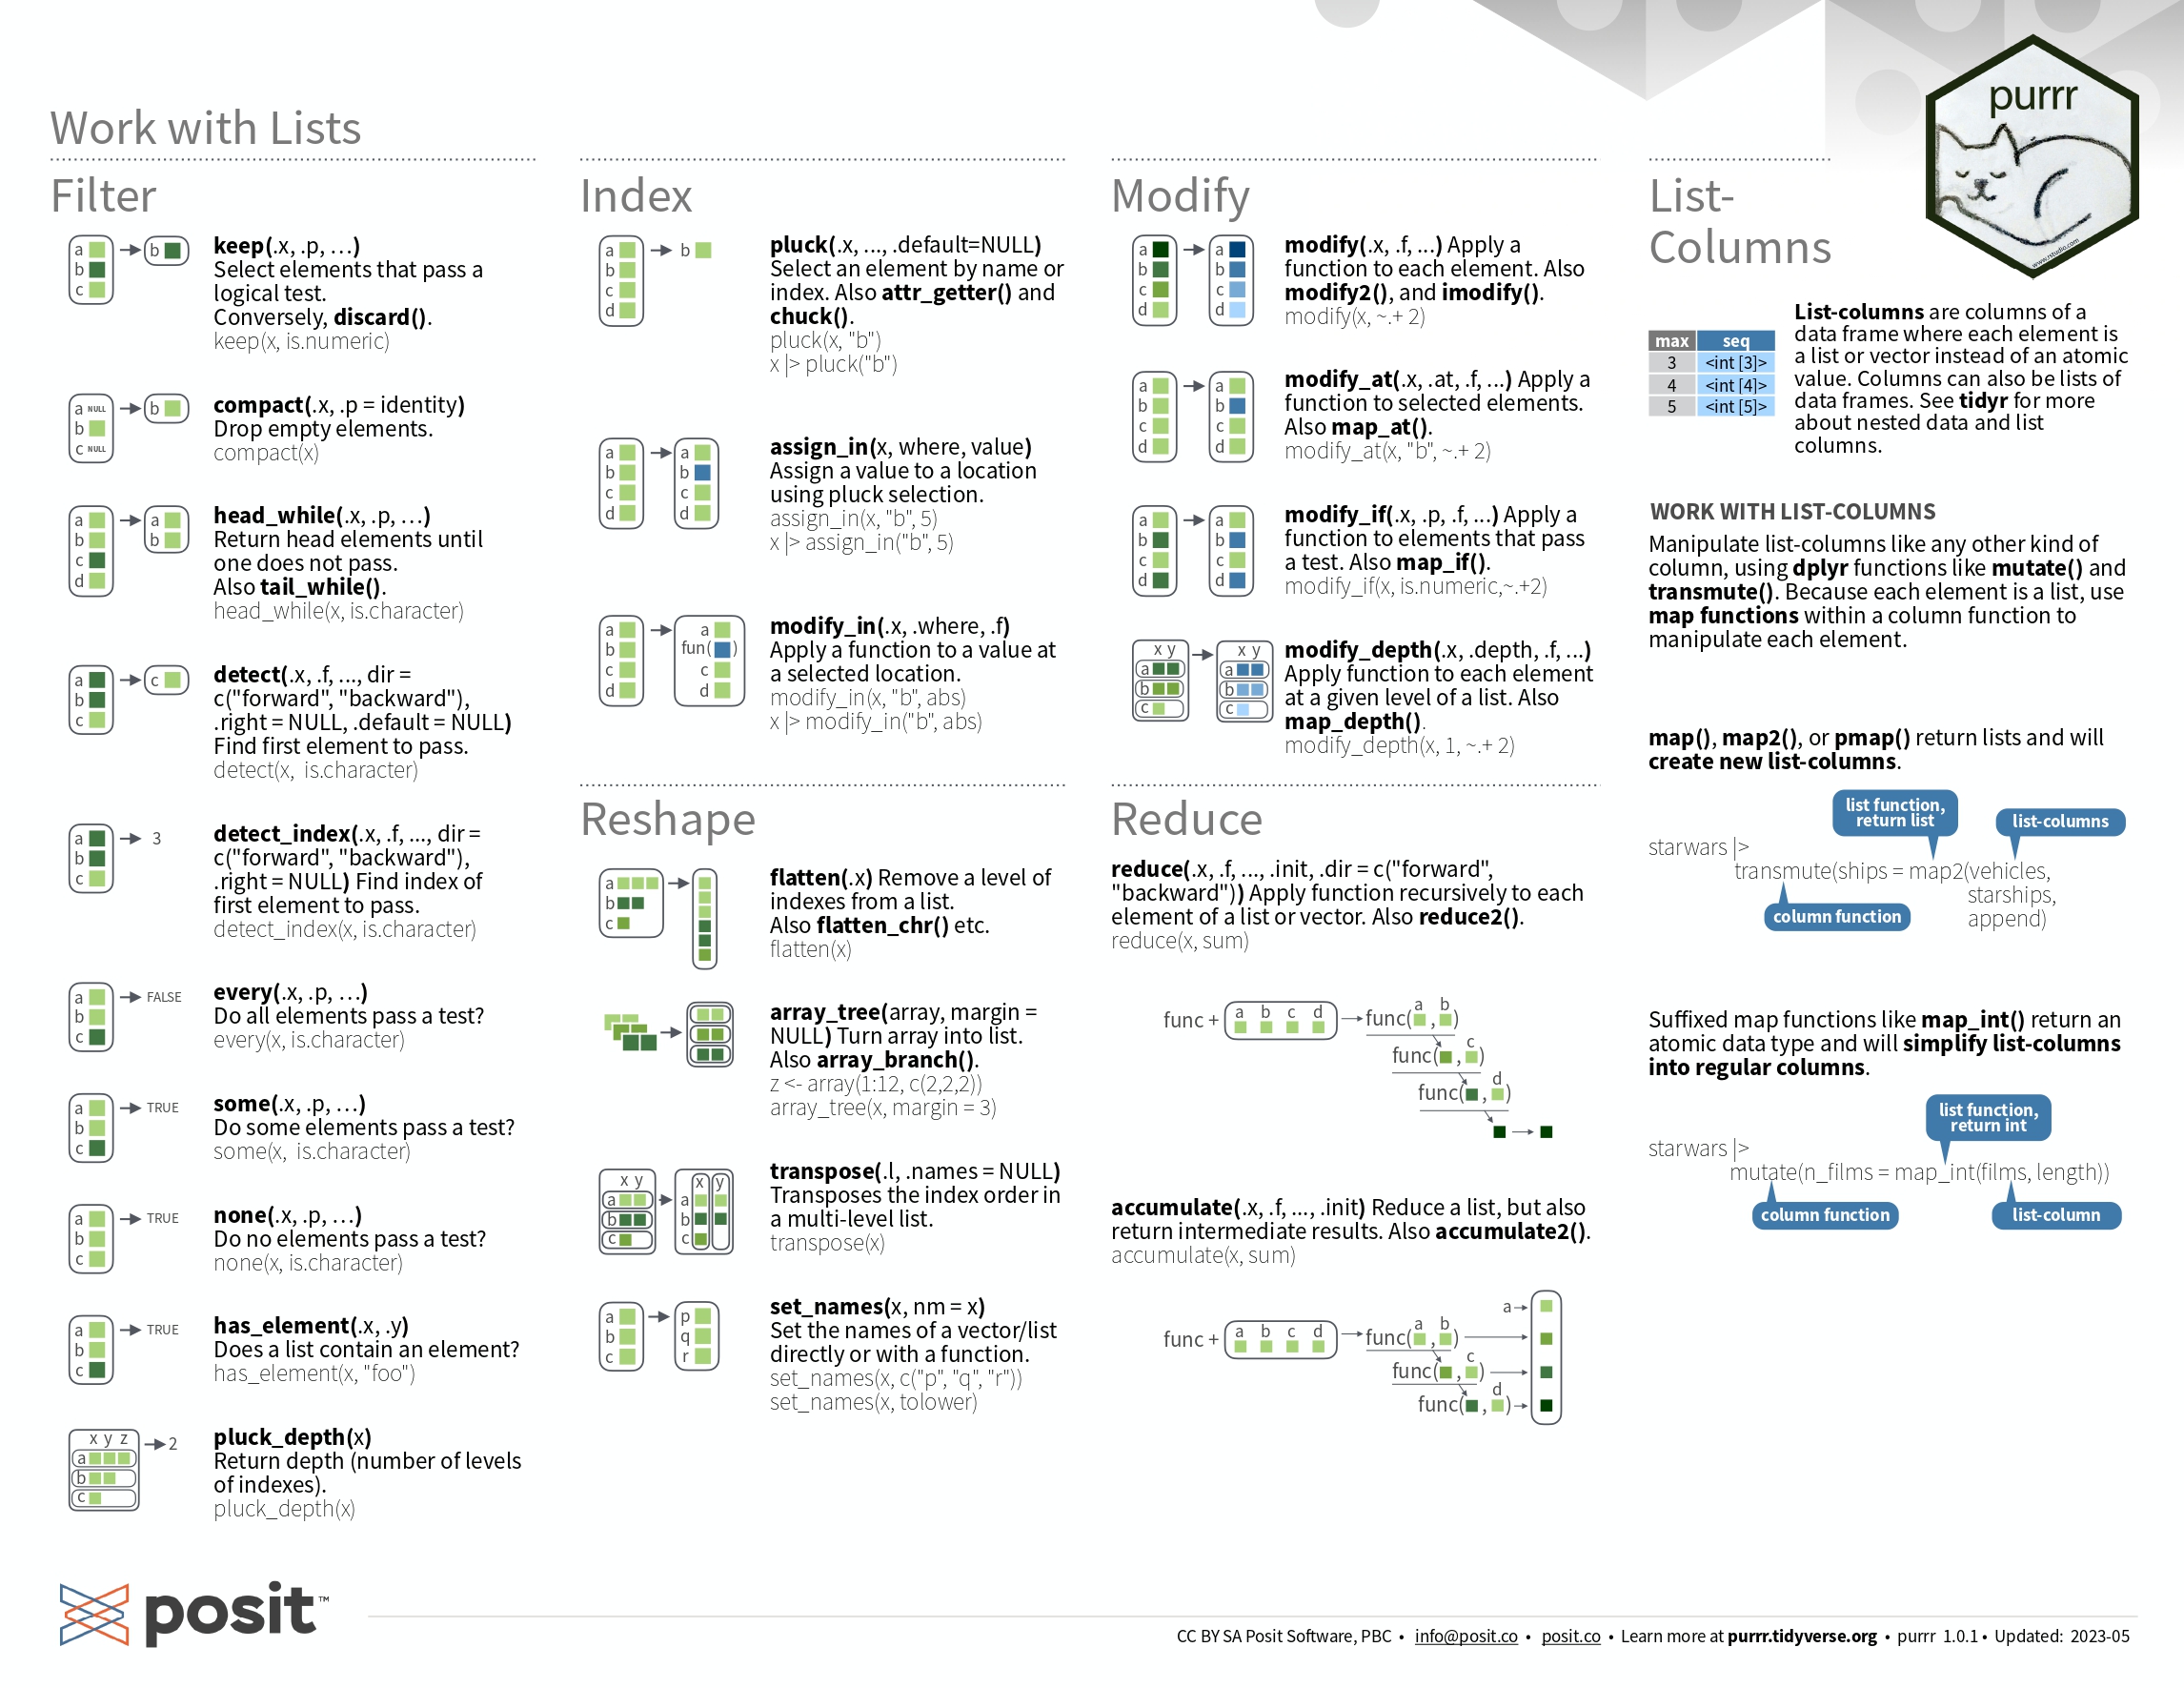 Work with Lists
Filter
a
b
c
b
keep(.x, .p, …)
Select elements that pass a
logical test.
Conversely, discard().
keep(x, is.numeric)
a NULL
b
c NULL
b
compact(.x, .p = identity)
Drop empty elements.
compact(x)
a
b
c
d
a
b
head_while(.x, .p, …)
Return head elements until
one does not pass.
Also tail_while().
head_while(x, is.character)
a
b
c
c
detect(.x, .f, ..., dir =
c("forward", "backward"),
.right = NULL, .default = NULL)
Find first element to pass.
detect(x,  is.character)
a
b
c
3
detect_index(.x, .f, ..., dir =
c("forward", "backward"),
.right = NULL) Find index of
first element to pass.
detect_index(x, is.character)
a
b
c
FALSE
every(.x, .p, …)
Do all elements pass a test?
every(x, is.character)
a
b
c
TRUE
some(.x, .p, …)
Do some elements pass a test?
some(x,  is.character)
a
b
c
TRUE
none(.x, .p, …)
Do no elements pass a test?
none(x, is.character)
a
b
c
TRUE
has_element(.x, .y)
Does a list contain an element?
has_element(x, "foo")
x y z
a
b
c
2
pluck_depth(x)
Return depth (number of levels
of indexes).
pluck_depth(x)
Index
a
b
c
d
b
pluck(.x, ..., .default=NULL)
Select an element by name or
index. Also attr_getter() and
chuck().
pluck(x, "b")
x |> pluck("b")
a
b
c
d
a
b
c
d
assign_in(x, where, value)
Assign a value to a location
using pluck selection.
assign_in(x, "b", 5)
x |> assign_in("b", 5)
a
b
c
d
a
fun( )
c
d
modify_in(.x, .where, .f)
Apply a function to a value at
a selected location.
modify_in(x, "b", abs)
x |> modify_in("b", abs)
Reshape
a
b
c
flatten(.x) Remove a level of
indexes from a list.
Also flatten_chr() etc.
flatten(x)
array_tree(array, margin =
NULL) Turn array into list.
Also array_branch().
z <- array(1:12, c(2,2,2))
array_tree(x, margin = 3)
x y
a
b
c
x y
a
b
c
transpose(.l, .names = NULL)
Transposes the index order in
a multi-level list.
transpose(x)
a
b
c
p
q
r
set_names(x, nm = x)
Set the names of a vector/list
directly or with a function.
set_names(x, c("p", "q", "r"))
set_names(x, tolower)
Modify
a
b
c
d
a
b
c
d
modify(.x, .f, ...) Apply a
function to each element. Also
modify2(), and imodify().
modify(x, ~.+ 2)
a
b
c
d
a
b
c
d
modify_at(.x, .at, .f, ...) Apply a
function to selected elements.
Also map_at().
modify_at(x, "b", ~.+ 2)
a
b
c
d
a
b
c
d
modify_if(.x, .p, .f, ...) Apply a
function to elements that pass
a test. Also map_if().
modify_if(x, is.numeric,~.+2)
x y
a
b
c
x y
a
b
c
modify_depth(.x, .depth, .f, ...)
Apply function to each element
at a given level of a list. Also
map_depth().
modify_depth(x, 1, ~.+ 2)
Reduce
reduce(.x, .f, ..., .init, .dir = c("forward",
"backward")) Apply function recursively to each
element of a list or vector. Also reduce2().
reduce(x, sum)
func + a b c d
a b
func( , )
c
func( , )
d
func( , )
accumulate(.x, .f, ..., .init) Reduce a list, but also
return intermediate results. Also accumulate2().
accumulate(x, sum)
func + a b c d
a
a b
func( , )
c
func( , )
d
func( , )
List-
Columns
purrr
www.rstudio.com
max seq
3 <int [3]>
4 <int [4]>
5 <int [5]>
List-columns are columns of a
data frame where each element is
a list or vector instead of an atomic
value. Columns can also be lists of
data frames. See tidyr for more
about nested data and list
columns.
WORK WITH LIST-COLUMNS
Manipulate list-columns like any other kind of
column, using dplyr functions like mutate() and
transmute(). Because each element is a list, use
map functions within a column function to
manipulate each element.
map(), map2(), or pmap() return lists and will
create new list-columns.
list function,
return list
list-columns
starwars |>
transmute(ships = map2(vehicles,
starships,
append)
column function
Suffixed map functions like map_int() return an
atomic data type and will simplify list-columns
into regular columns.
list function,
return int
starwars |>
mutate(n_films = map_int(films, length))
column function
list-column
posit™
CC BY SA Posit Software, PBC • info@posit.co • posit.co • Learn more at purrr.tidyverse.org • purrr 1.0.1 • Updated: 2023-05